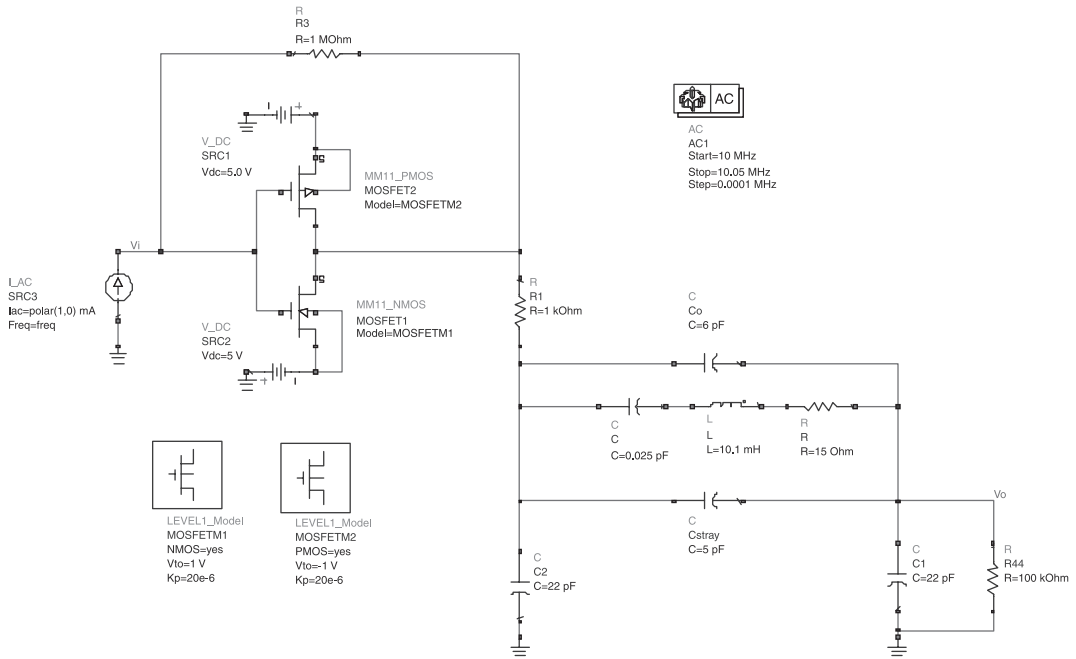 R
R3
R=1 MOhm
AC
AC
AC1
Start=10 MHz
Stop=10.05 MHz
Step=0.0001 MHz
V_DC
SRC1
Vdc=5.0 V
MM11_PMOS
MOSFET2
Model=MOSFETM2
Vi
I_AC
SRC3
Iac=polar(1,0) mA
Freq=freq
V_DC
SRC2
Vdc=5 V
MM11_NMOS
MOSFET1
Model=MOSFETM1
R
R1
R=1 kOhm
C
Co
C=6 pF
C
C
C=0.025 pF
L
L
L=10.1 mH
R
R
R=15 Ohm
LEVEL1_Model
MOSFETM1
NMOS=yes
Vto=1 V
Kp=20e-6
LEVEL1_Model
MOSFETM2
PMOS=yes
Vto=-1 V
Kp=20e-6
C
Cstray
C=5 pF
Vo
C
C2
C=22 pF
C
C1
C=22 pF
R
R44
R=100 kOhm